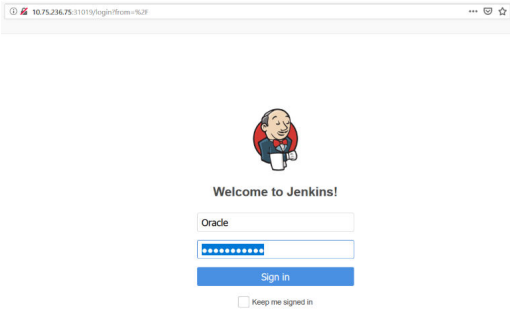 10.75.236.75:31019/login?from=%2F
Welcome to Jenkins!
Oracle
●●●●●●●●●●●
Sign in
Keep me signed in